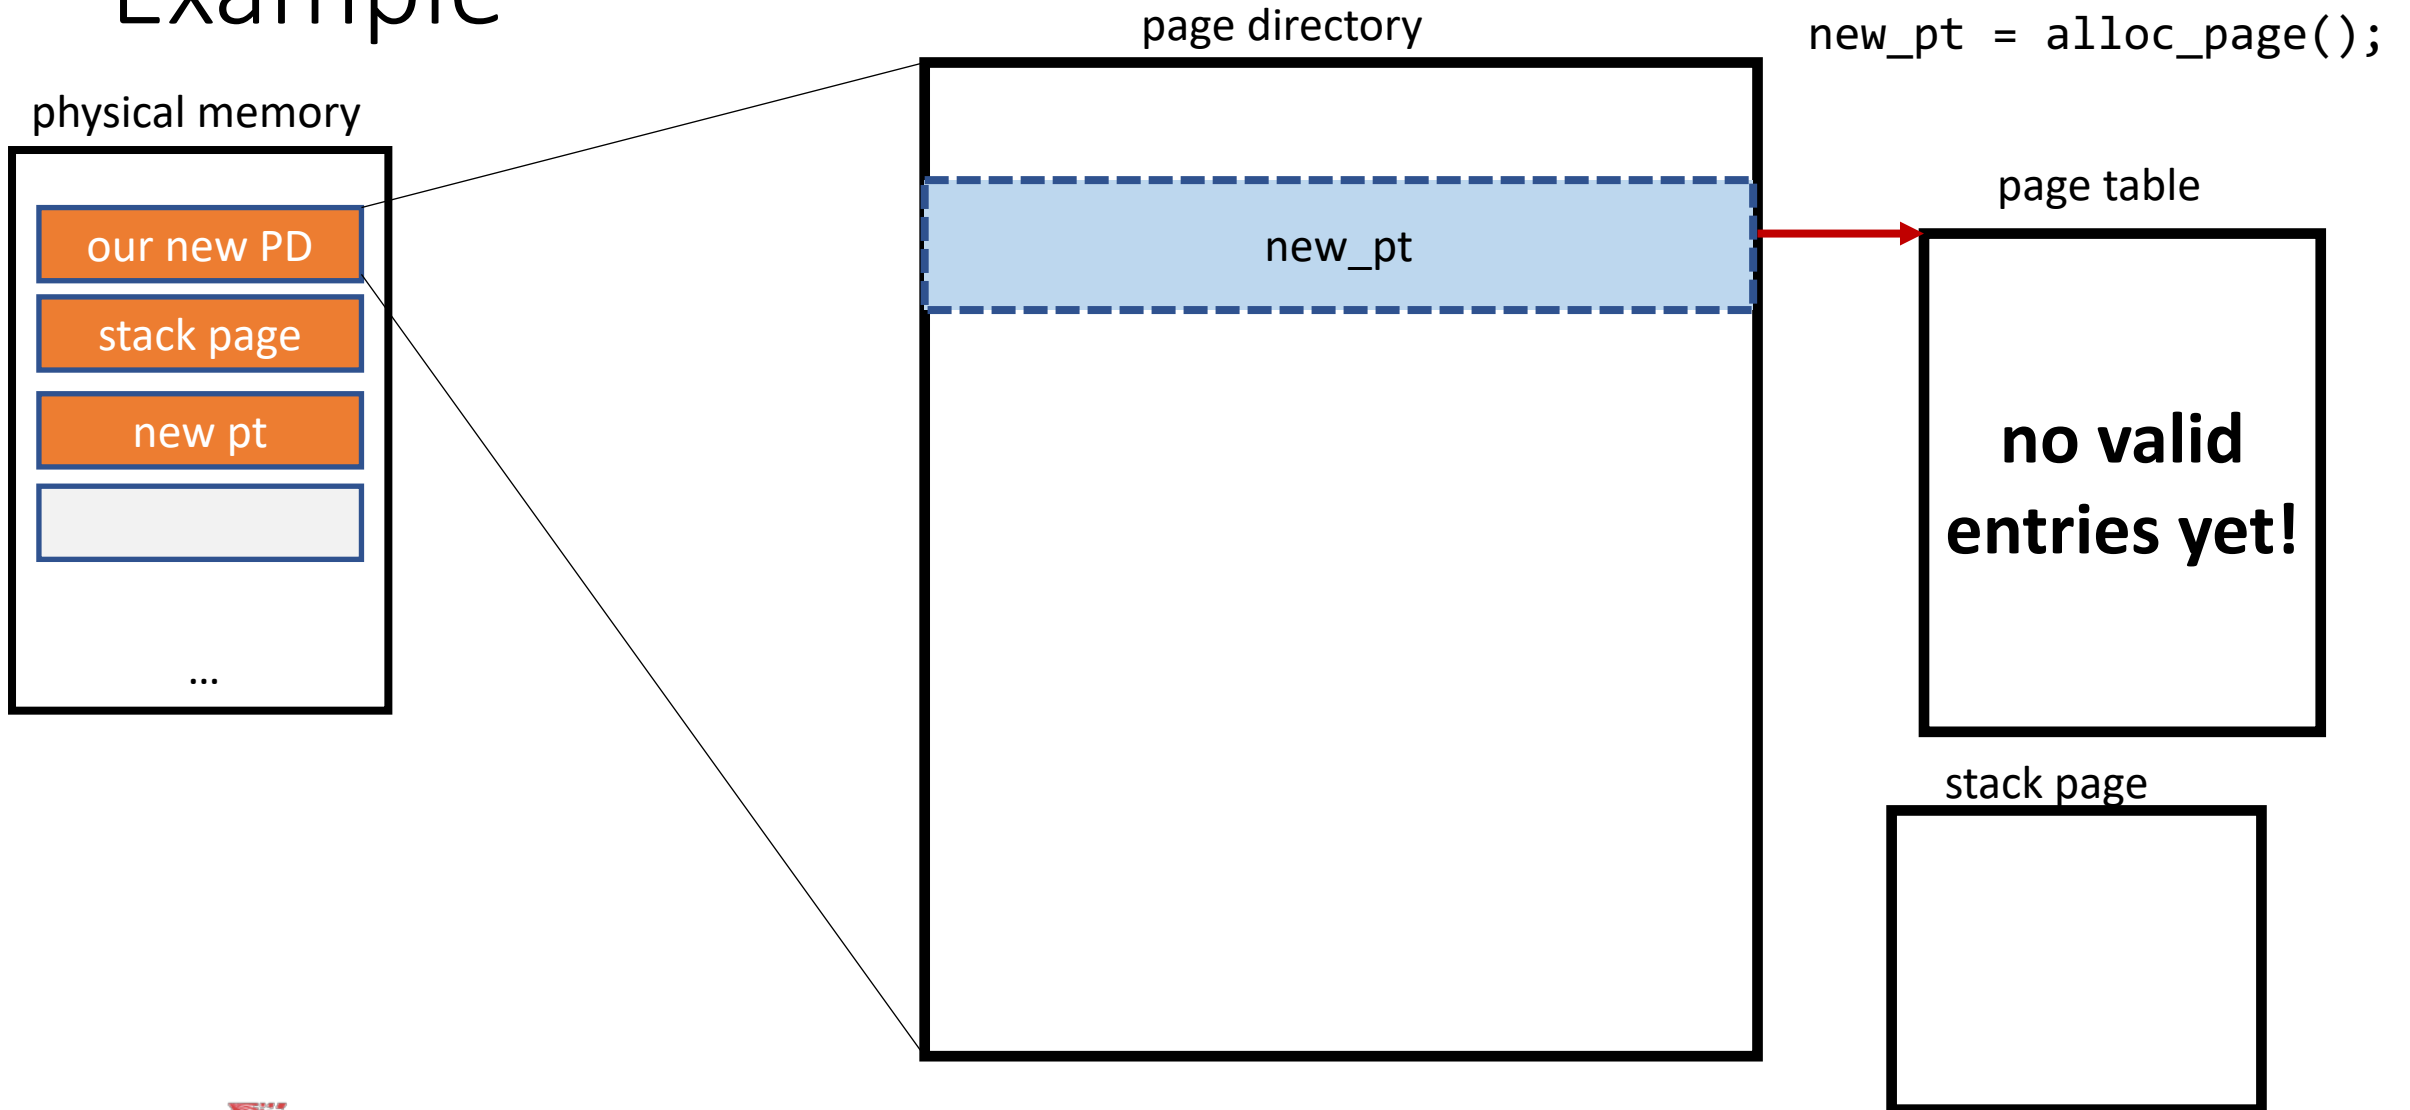 Example
page directory
new_pt = alloc_page();
physical memory
our new PD
stack page
new pt
...
new_pt
page table
no valid
entries yet!
stack page